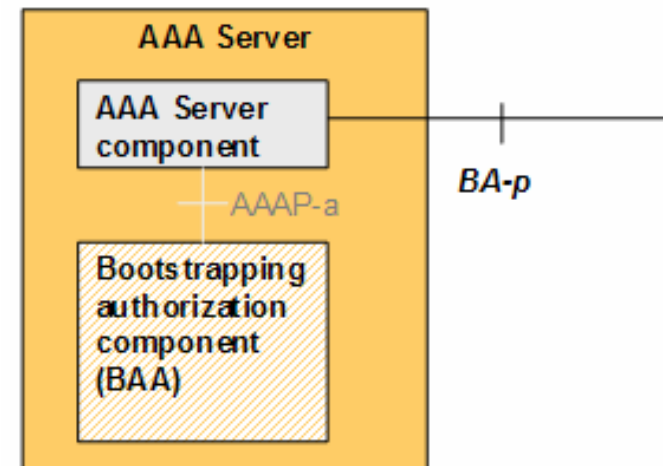 AAA Server
AAA Server
component
BA-p
AAAP-a
Bootstrapping
authorization
component
(BAA)